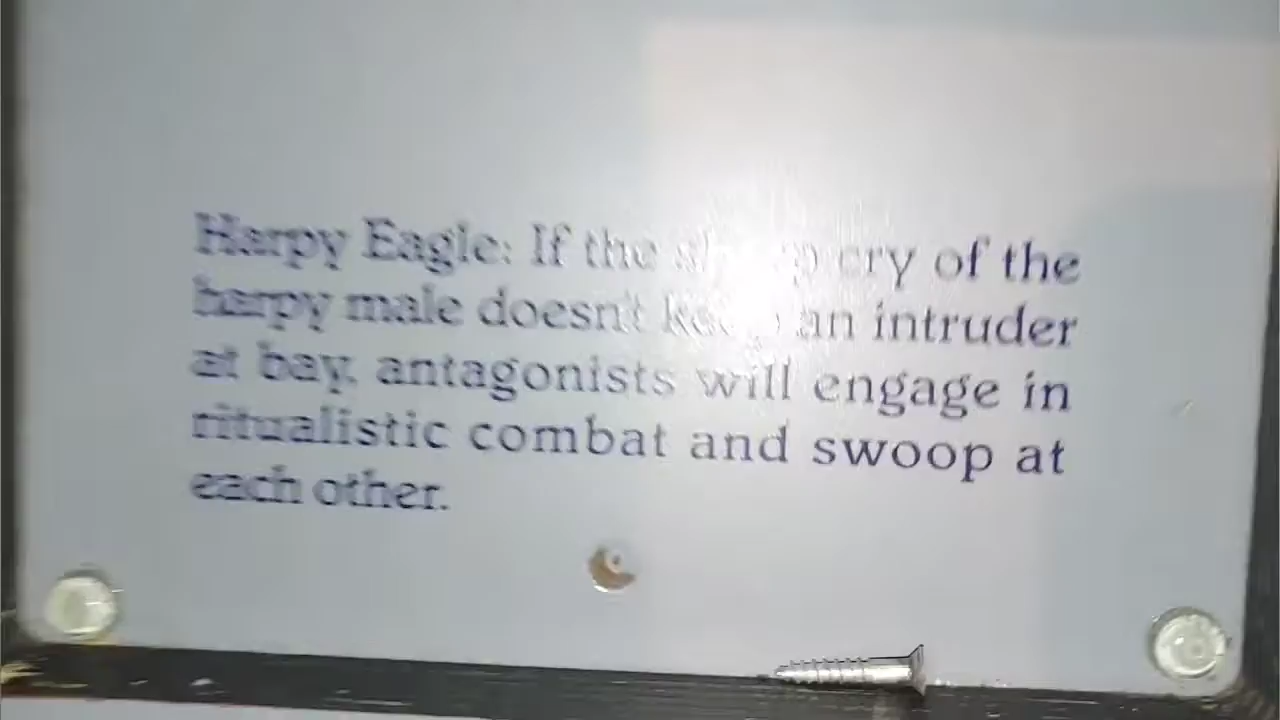 Harpy Eagle: If the cry of the
harpy male doesn't keep an intruder
at bay, antagonists will engage in
ritualistic combat and swoop at
each other.